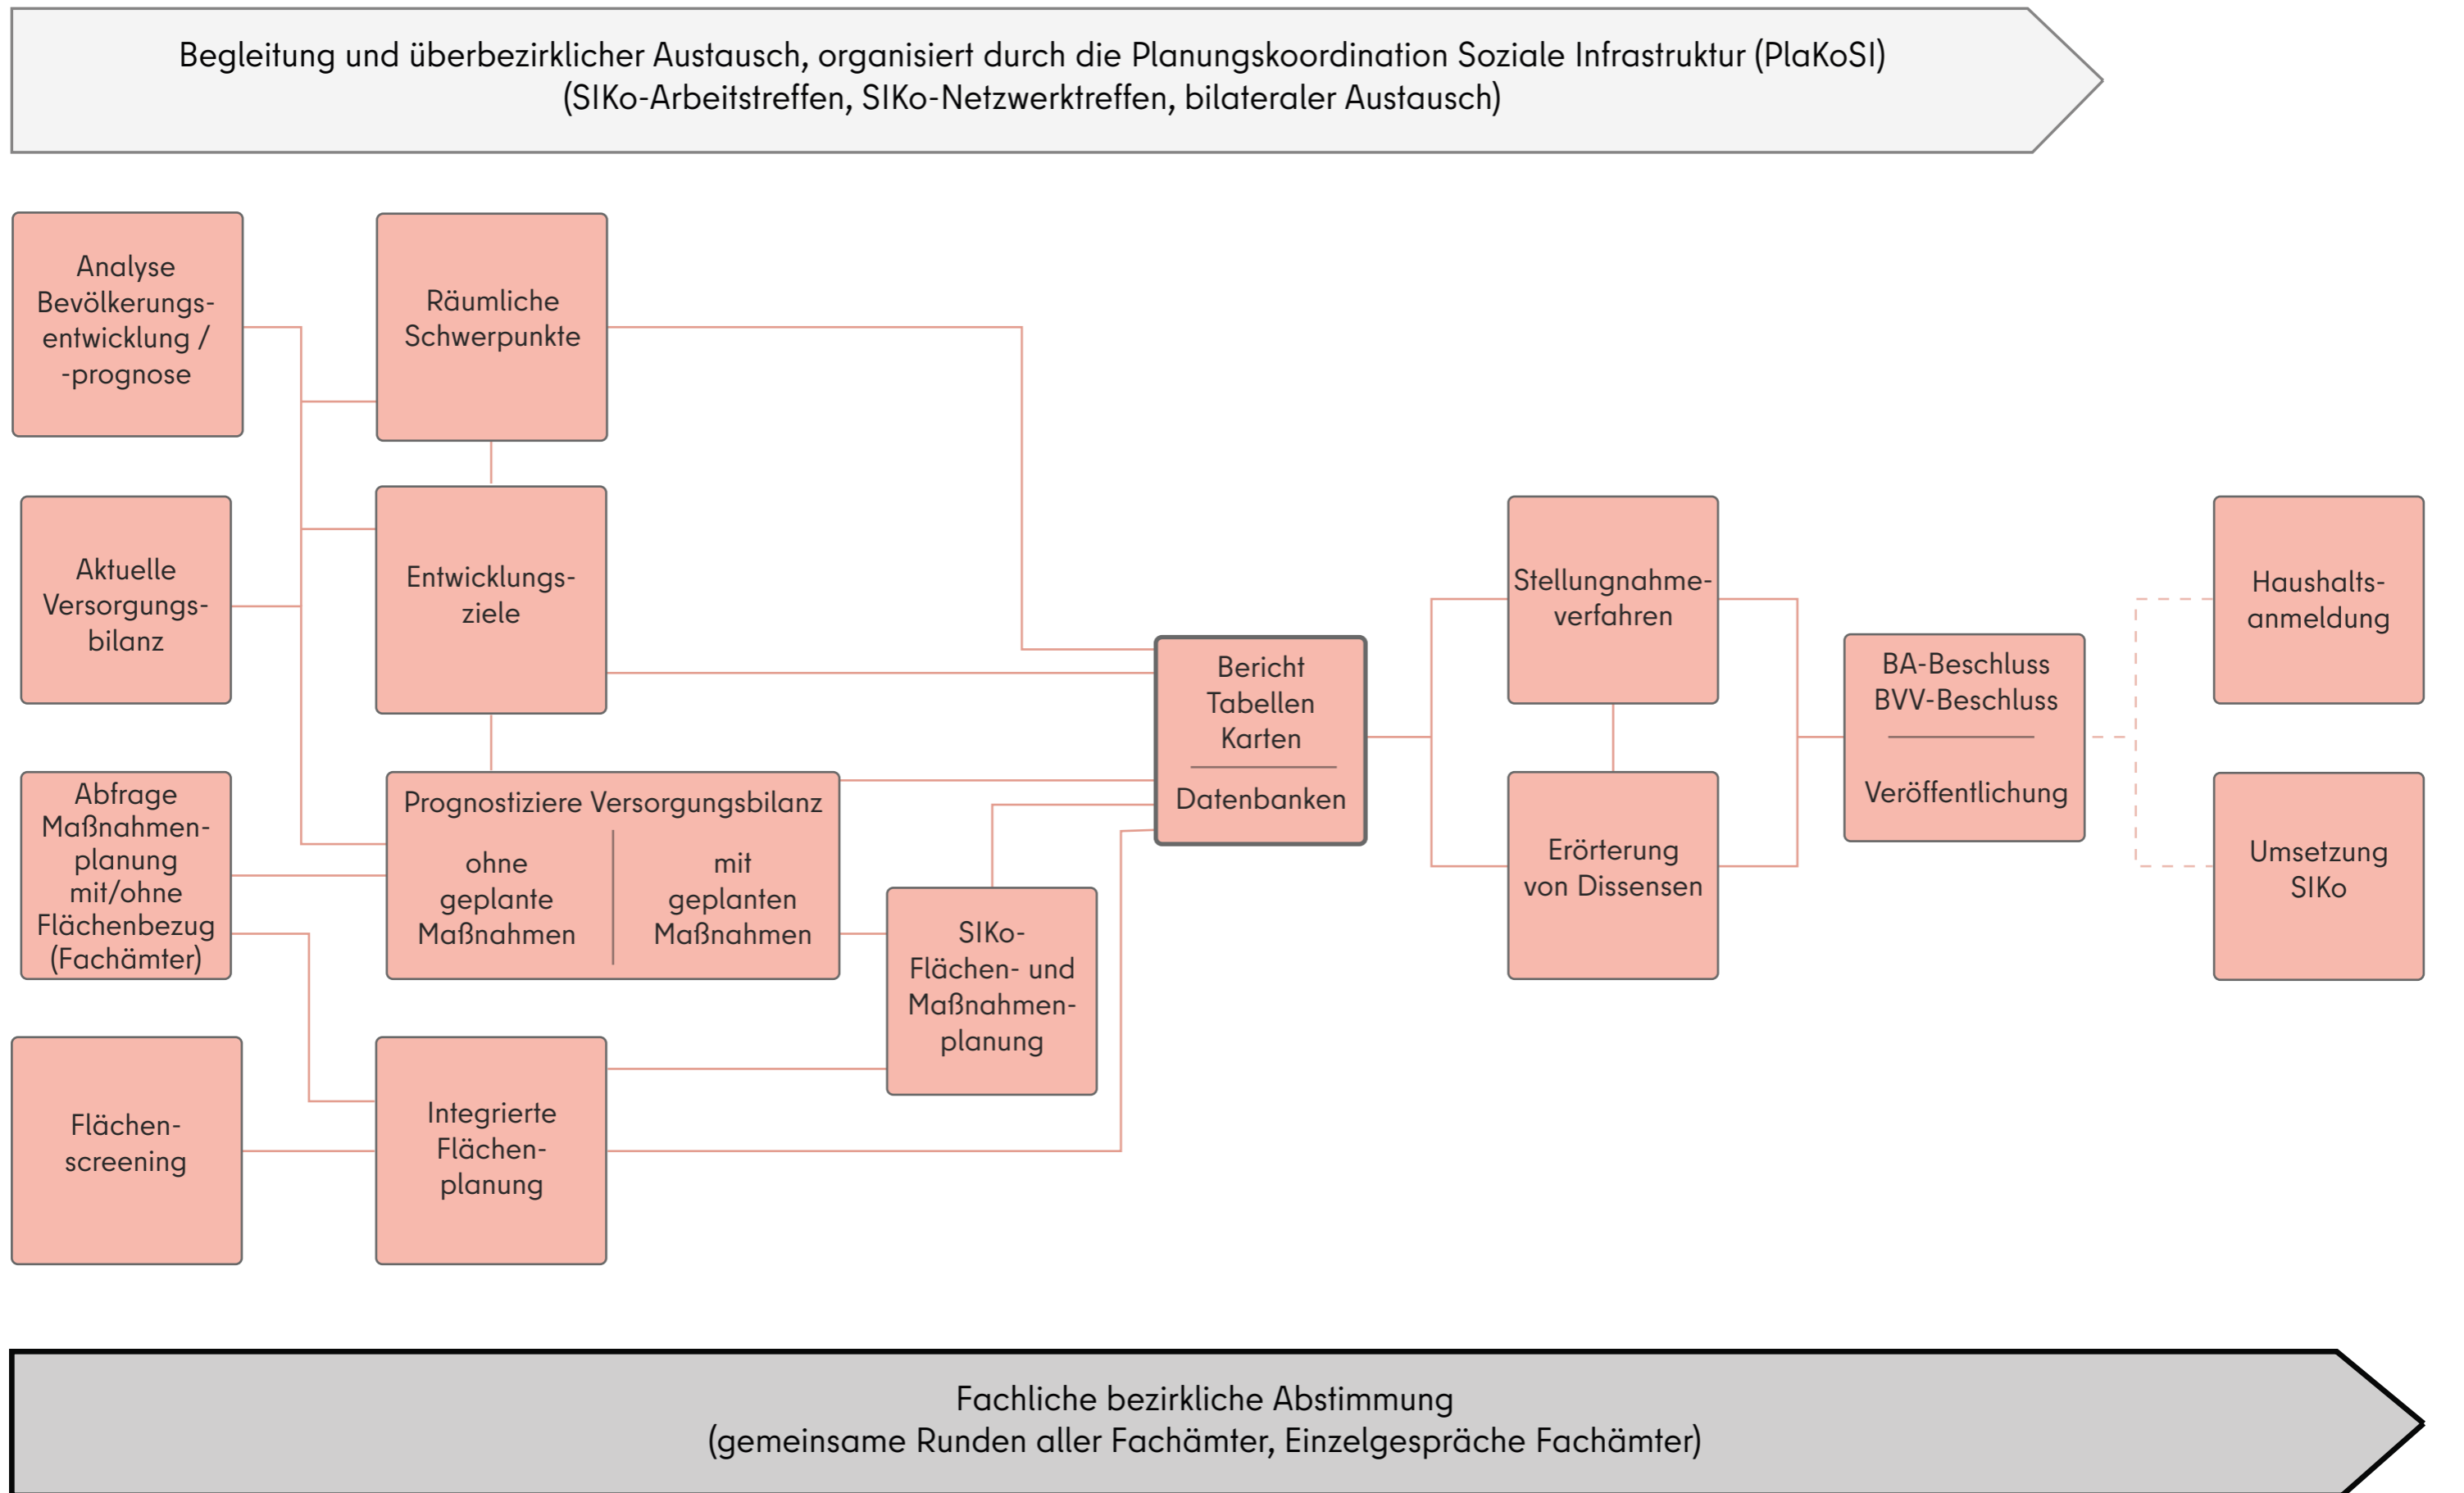 Begleitung und überbezirklicher Austausch, organisiert durch die Planungskoordination Soziale Infrastruktur (PlaKoSI)
(SIKo-Arbeitstreffen, SIKo-Netzwerktreffen, bilateraler Austausch)
Analyse
Bevölkerungs-
entwicklung /
-prognose
Räumliche
Schwerpunkte
Aktuelle
Versorgungs-
bilanz
Entwicklungs-
ziele
Abfrage
Maßnahmen-
planung
mit/ohne
Flächenbezug
(Fachämter)
Prognostiziere Versorgungsbilanz
ohne
geplante
Maßnahmen
mit
geplanten
Maßnahmen
Flächen-
screening
Integrierte
Flächen-
planung
SIKo-
Flächen- und
Maßnahmen-
planung
Bericht
Tabellen
Karten
Datenbanken
Stellungnahme-
verfahren
Erörterung
von Dissensen
BA-Beschluss
BVV-Beschluss
Veröffentlichung
Haushalts-
anmeldung
Umsetzung
SIKo
Fachliche bezirkliche Abstimmung
(gemeinsame Runden aller Fachämter, Einzelgespräche Fachämter)